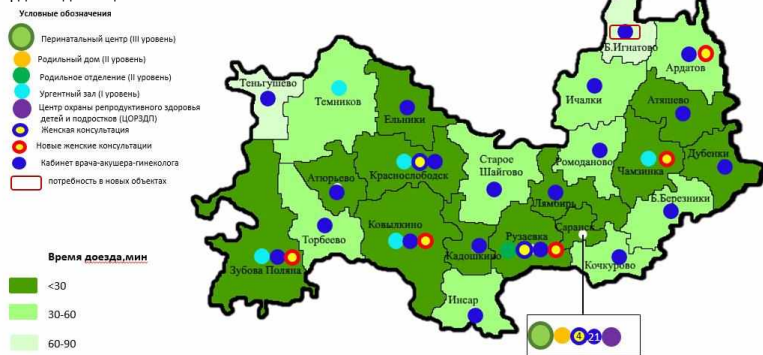 Условные обозначения
Перинатальный центр (III уровень)
Родильный дом (II уровень)
Родильное отделение (II уровень)
Ургентный зал (I уровень)
Центр охраны репродуктивного здоровья
детей и подростков (ЦОРЗДП)
Женская консультация
Новые женские консультации
Кабинет врача-акушера-гинеколога
потребность в новых объектах
Время доезда,мин
<30
30-60
60-90
Б.Игнатово
Ардатов
Теньгушево
Темников
Ельники
Ичалки
Атяшево
Краснослободск
Старое
Шайгово
Ромоданово
Чамзинка
Дубенки
Атюрьево
Лямбирь
Б.Березники
Торбеево
Ковылкино
Рузаевка
Саранск
Зубова Поляна
Кадошкино
Кочкурово
Инсар
4
21